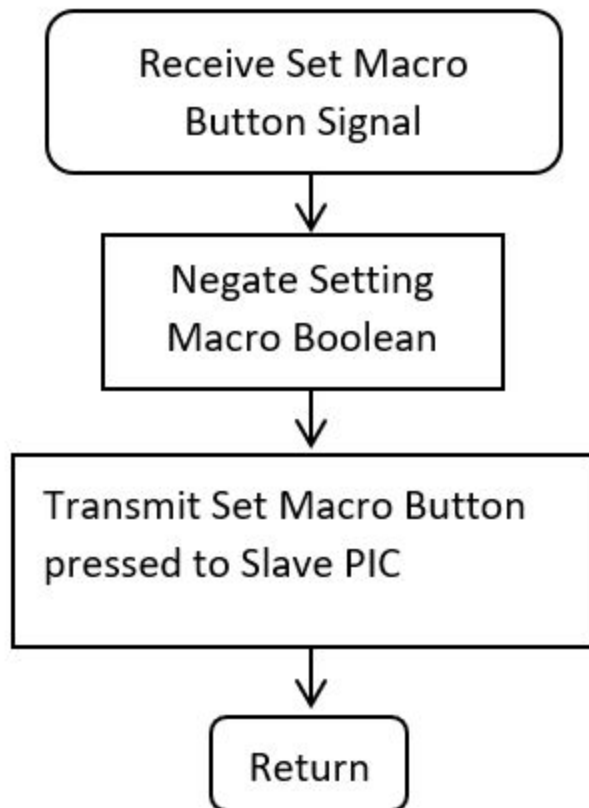 Receive Set Macro
Button Signal
Negate Setting
Macro Boolean
Transmit Set Macro Button
pressed to Slave PIC
Return